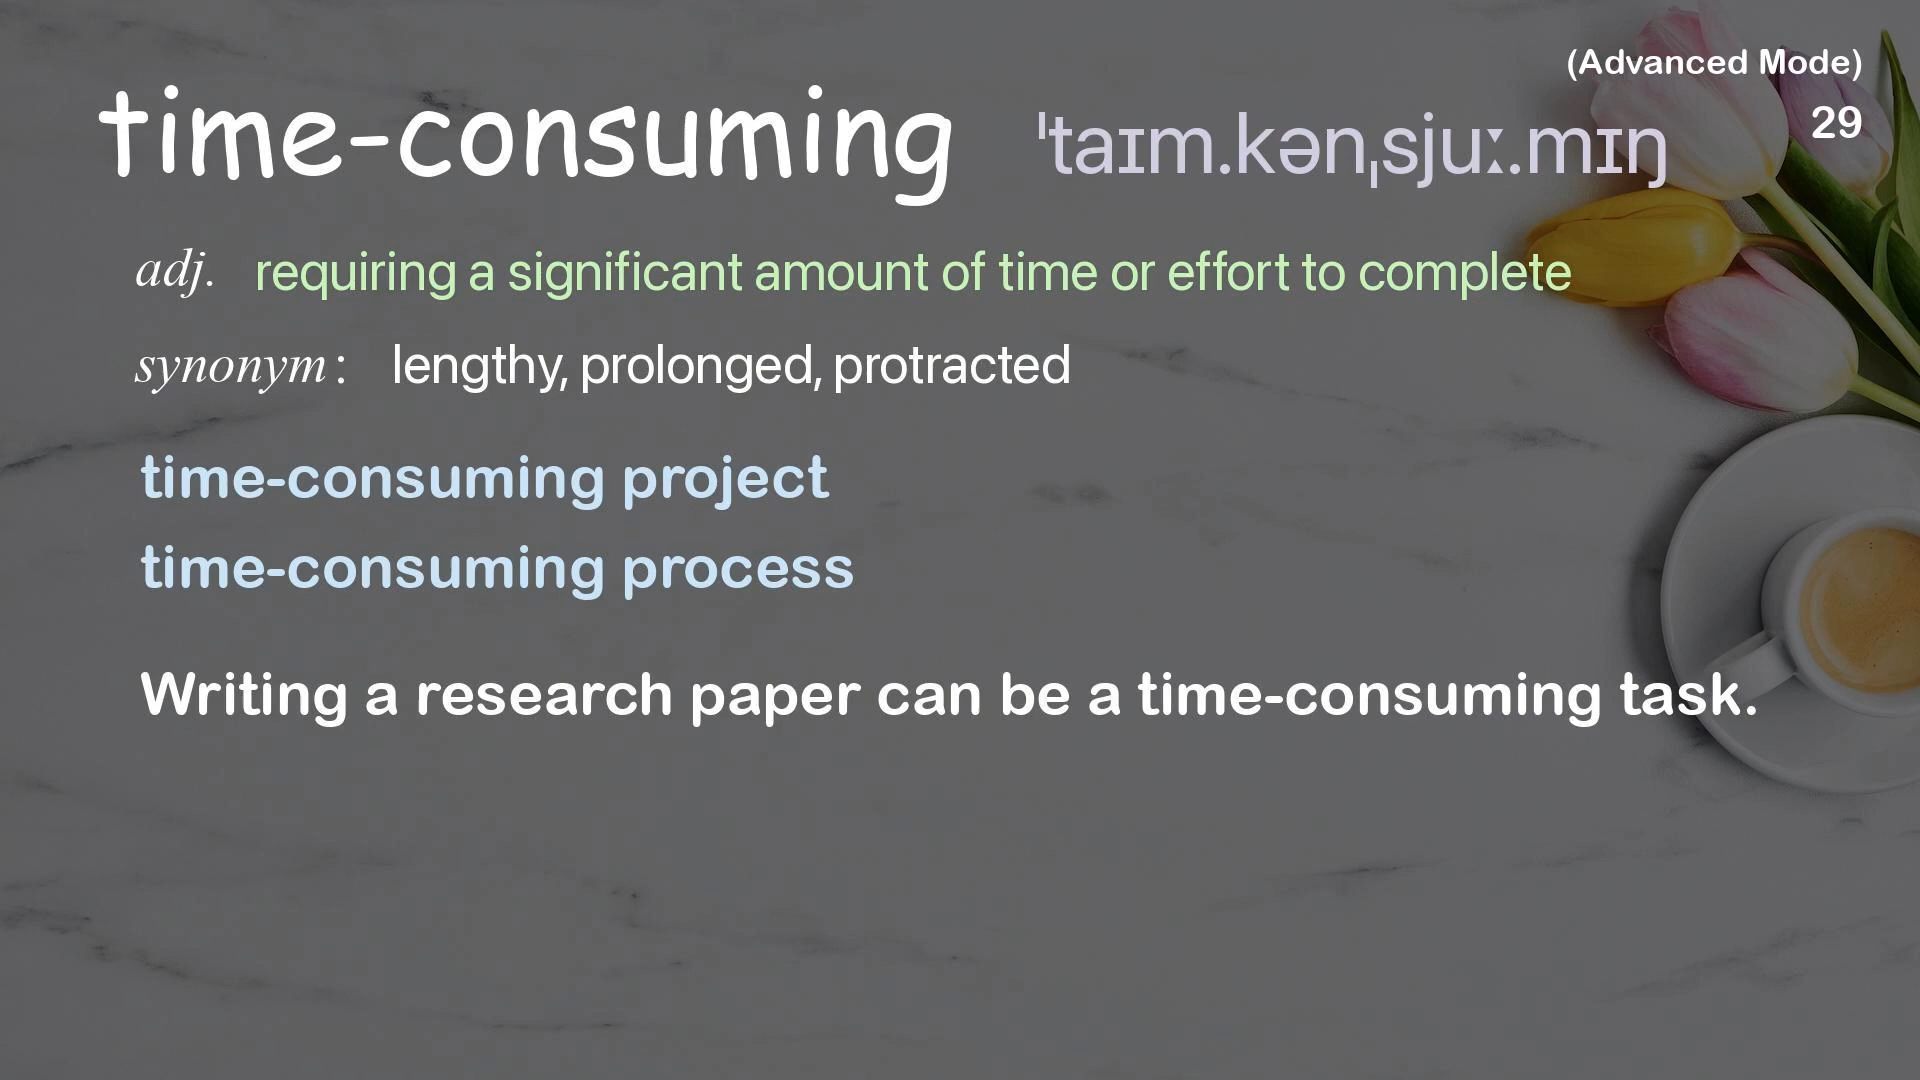 (Advanced Mode)
29
time-consuming ˈtaɪm.kənˌsjuː.mɪŋ
adj. requiring a significant amount of time or effort to complete
synonym: lengthy, prolonged, protracted
time-consuming project
time-consuming process
Writing a research paper can be a time-consuming task.